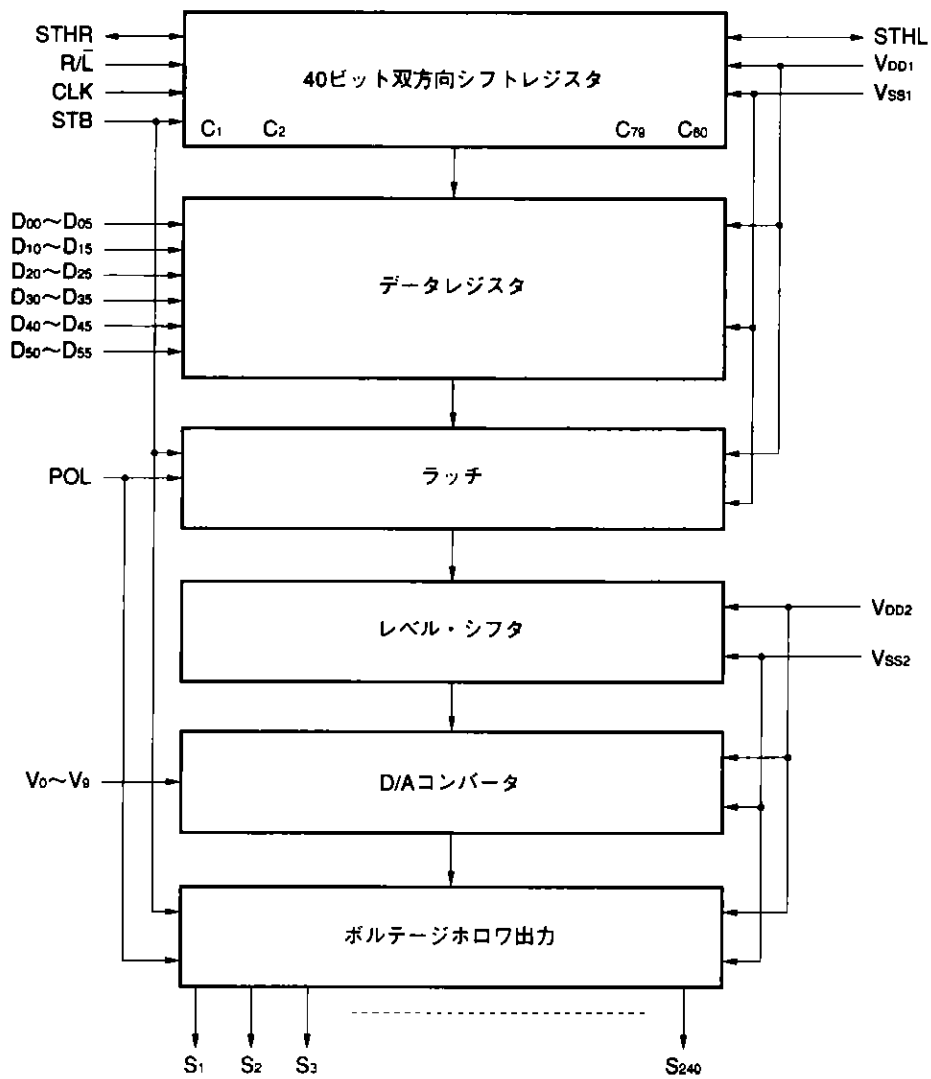 STHR
STHL
R/L̅
VDD1
40ビット双方向シフトレジスタ
CLK
VSS1
STB
C1
C2
C79
C80
D00～D05
D10～D15
D20～D25
データレジスタ
D30～D35
D40～D45
D50～D55
POL
ラッチ
VDD2
レベル・シフタ
VSS2
V0～V9
D/Aコンバータ
ボルテージホロワ出力
S1
S2
S3
S240